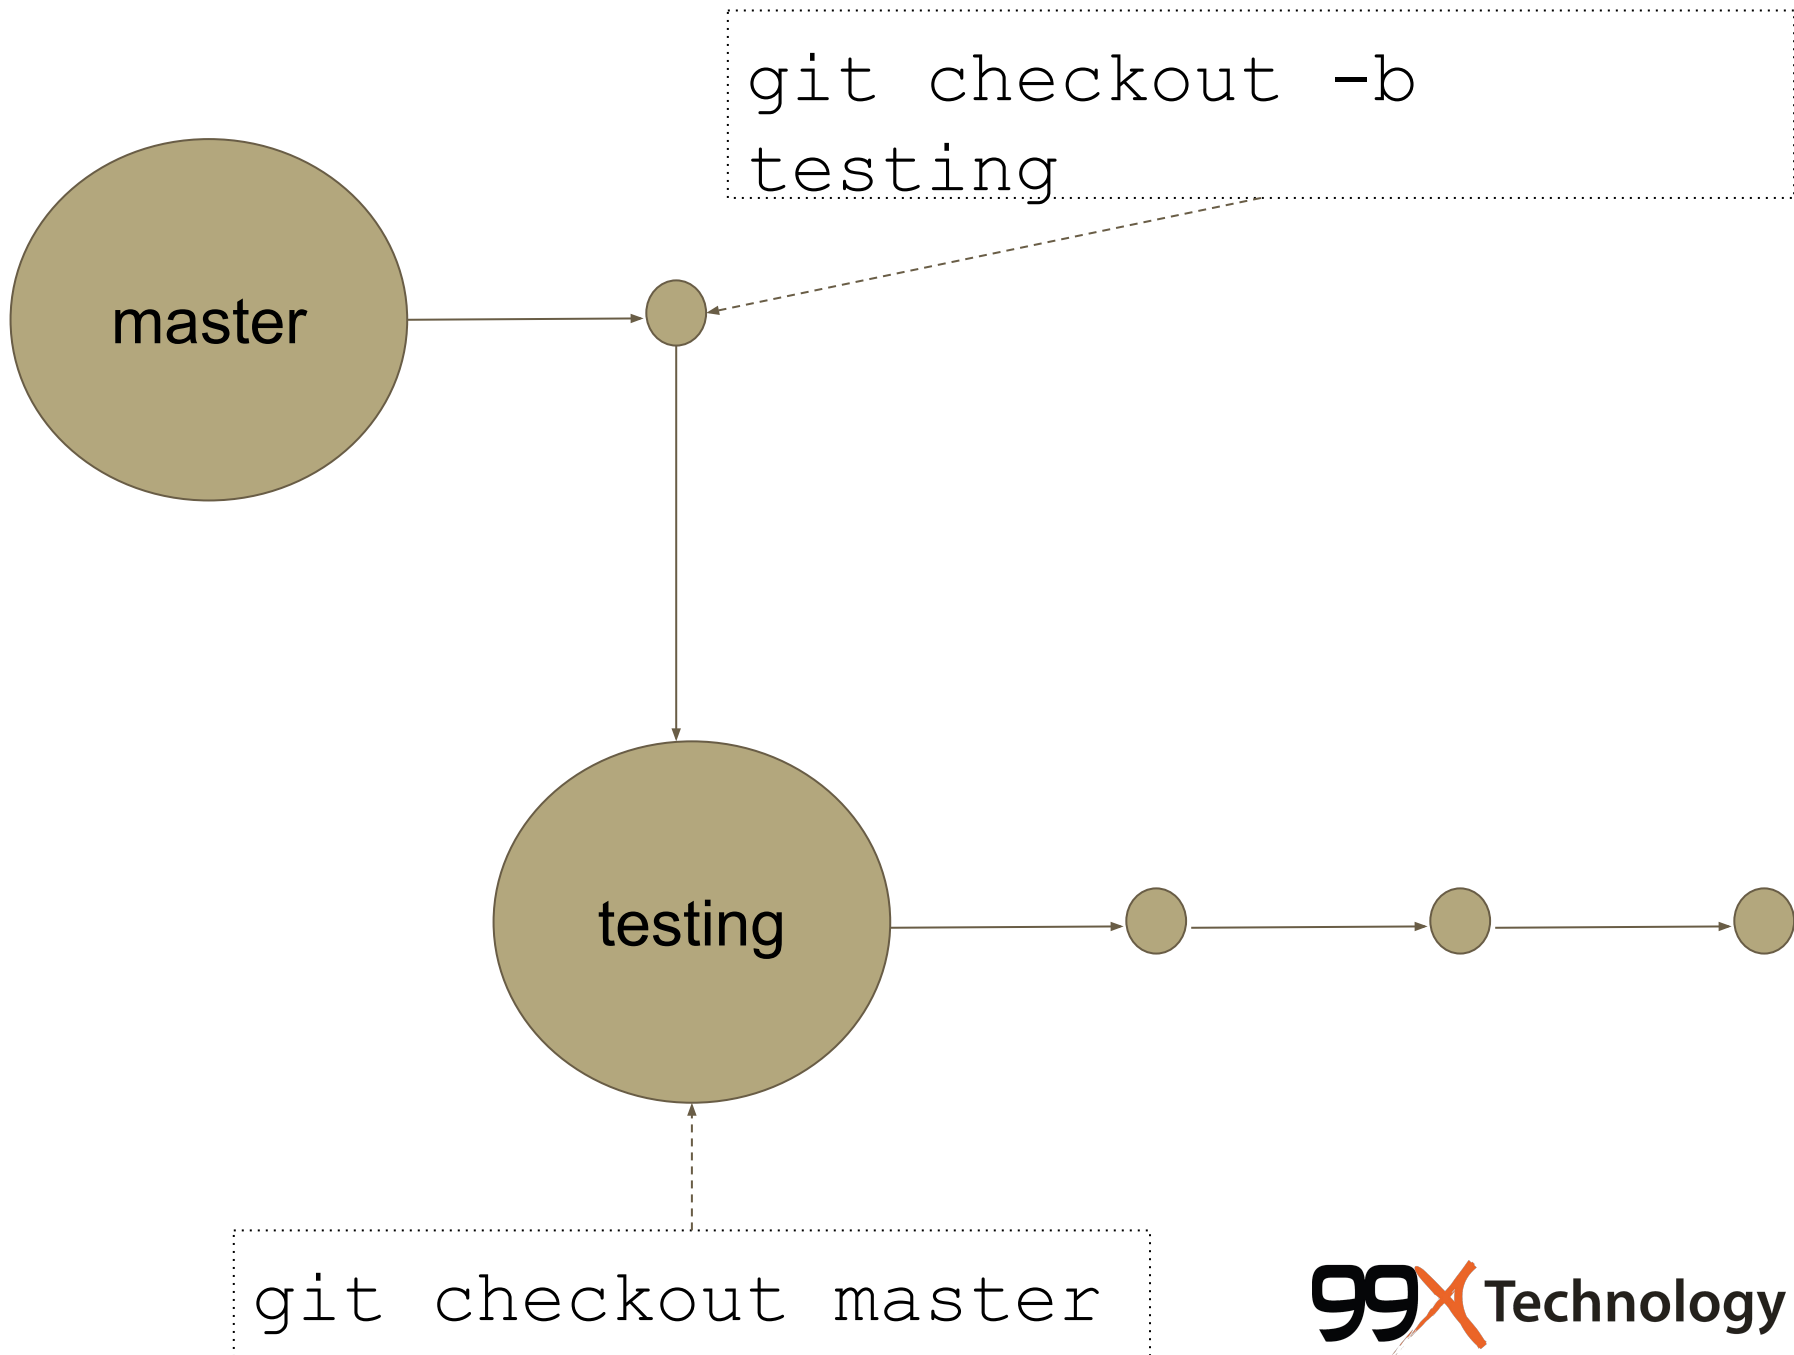 git checkout -b
testing
master
testing
git checkout master
99X Technology